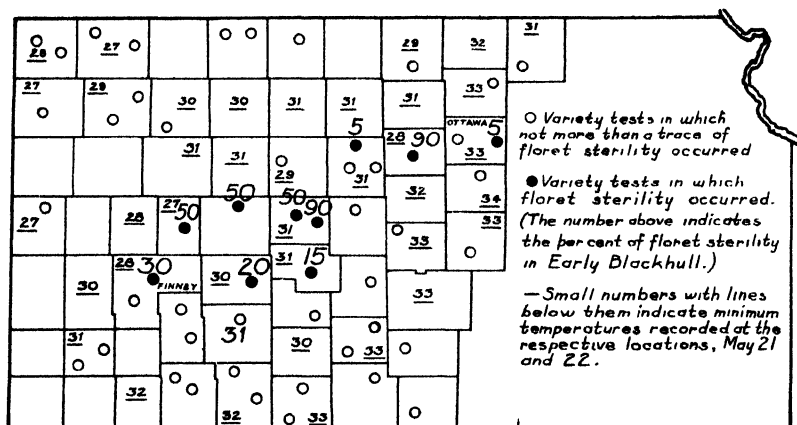 31
28 27 29 32
27 29 33
30 30 31 31 31
5 OTTAWA 5
28 90
31 31 33
29 31
50 50 32 34
27 28 27 50 90 33
31 33
28 30 31 15
30 20
FINNEY 30 33
31 31
30 33
32 32 33
Variety tests in which
not more than a trace of
floret sterility occurred
Variety tests in which
floret sterility occurred.
(The number above indicates
the percent of floret sterility
in Early Blackhull.)
—Small numbers with lines
below them indicate minimum
temperatures recorded at the
respective locations, May 21
and 22.